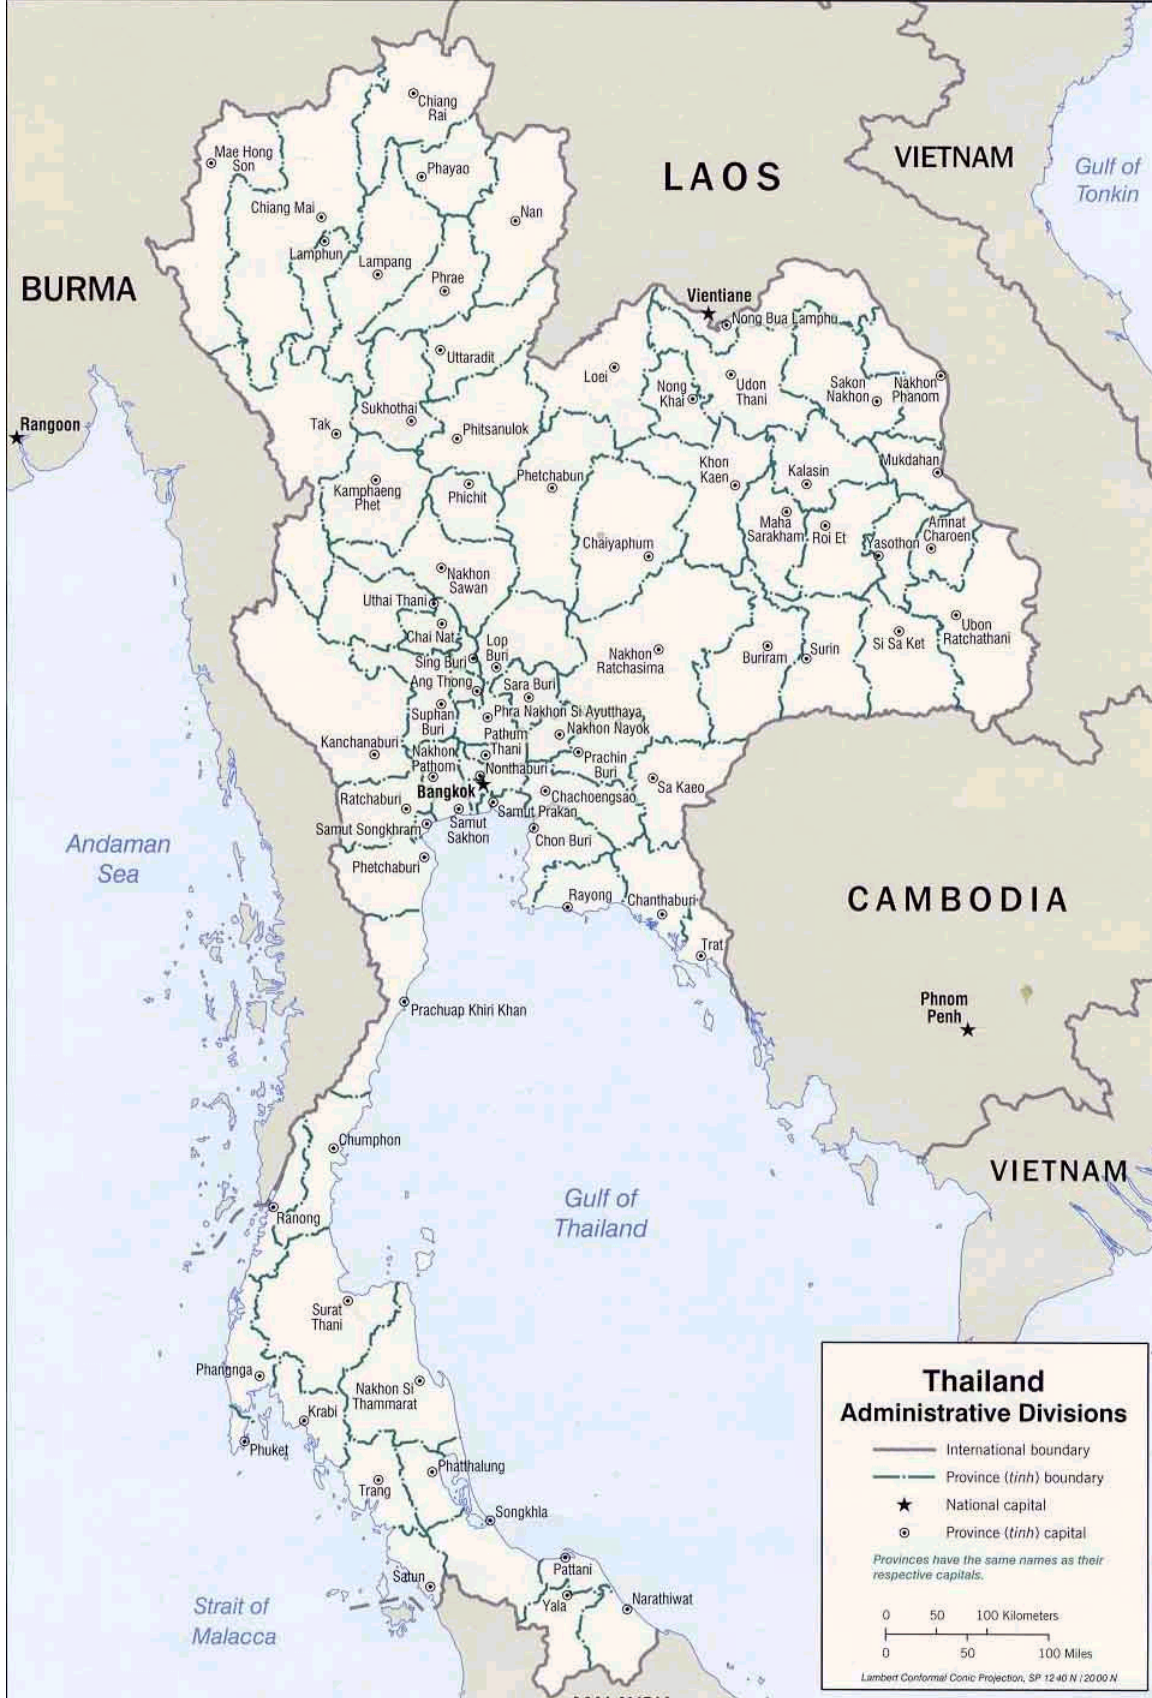 Chiang
Rai
Mae Hong
Son
Phayao
LAOS
VIETNAM
Gulf of
Tonkin
Chiang Mai
Nan
Lamphun
Lampang
Phrae
BURMA
Vientiane
Nong Bua Lamphu
Uttaradit
Loei
Nong
Khai
Udon
Thani
Sakon
Nakhon
Nakhon
Phanom
Rangoon
Tak
Sukhothai
Phitsanulok
Kamphaeng
Phet
Phichit
Phetchabun
Khon
Kaen
Kalasin
Mukdahan
Chaiyaphum
Maha
Sarakham
Roi Et
Yasothon
Amnat
Charoen
Nakhon
Sawan
Uthai Thani
Chai Nat
Sing Buri
Lop
Buri
Nakhon
Ratchasima
Buriram
Surin
Si Sa Ket
Ubon
Ratchathani
Ang Thong
Sara Buri
Suphan
Buri
Phra Nakhon Si Ayutthaya
Pathum
Thani
Nakhon Nayok
Kanchanaburi
Nakhon
Pathom
Nonthaburi
Prachin
Buri
Sa Kaeo
Bangkok
Ratchaburi
Chachoengsao
Samut Prakan
Samut Songkhram
Samut
Sakhon
Chon Buri
Phetchaburi
Andaman
Sea
Rayong
Chanthaburi
Trat
CAMBODIA
Phnom
Penh
Prachuap Khiri Khan
Chumphon
VIETNAM
Ranong
Gulf of
Thailand
Surat
Thani
Phangnga
Nakhon Si
Thammarat
Krabi
Phuket
Trang
Phatthalung
Songkhla
Satun
Pattani
Yala
Narathiwat
Strait of
Malacca
Thailand
Administrative Divisions
International boundary
Province (tinh) boundary
National capital
Province (tinh) capital
Provinces have the same names as their
respective capitals.
0 50 100 Kilometers
0 50 100 Miles
Lambert Conformal Conic Projection, SP 12 40 N / 20 00 N